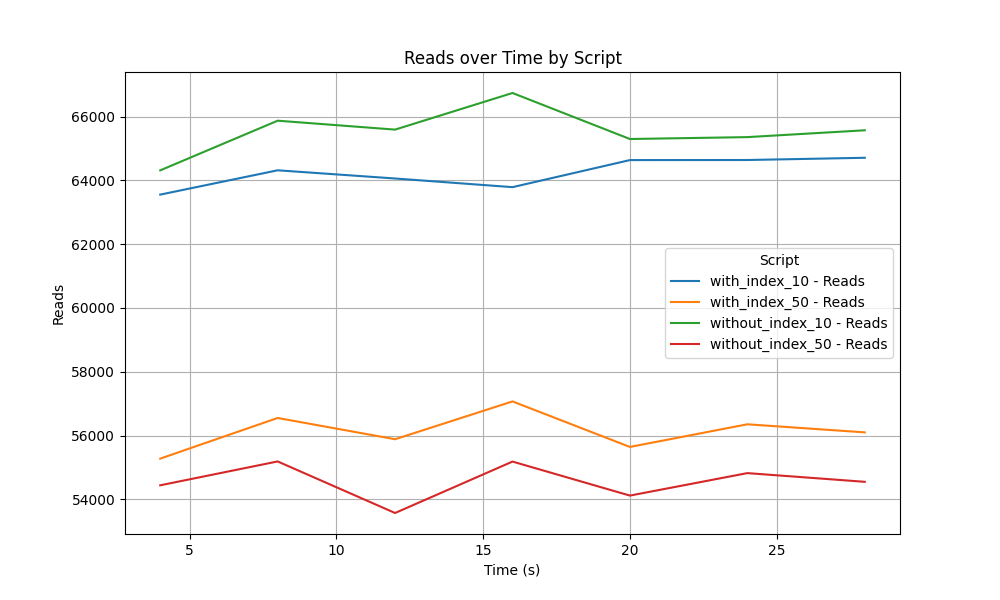 Reads over Time by Script
Reads
66000
64000
62000
60000
58000
56000
54000
5
10
15
20
25
Time (s)
Script
with_index_10 - Reads
with_index_50 - Reads
without_index_10 - Reads
without_index_50 - Reads